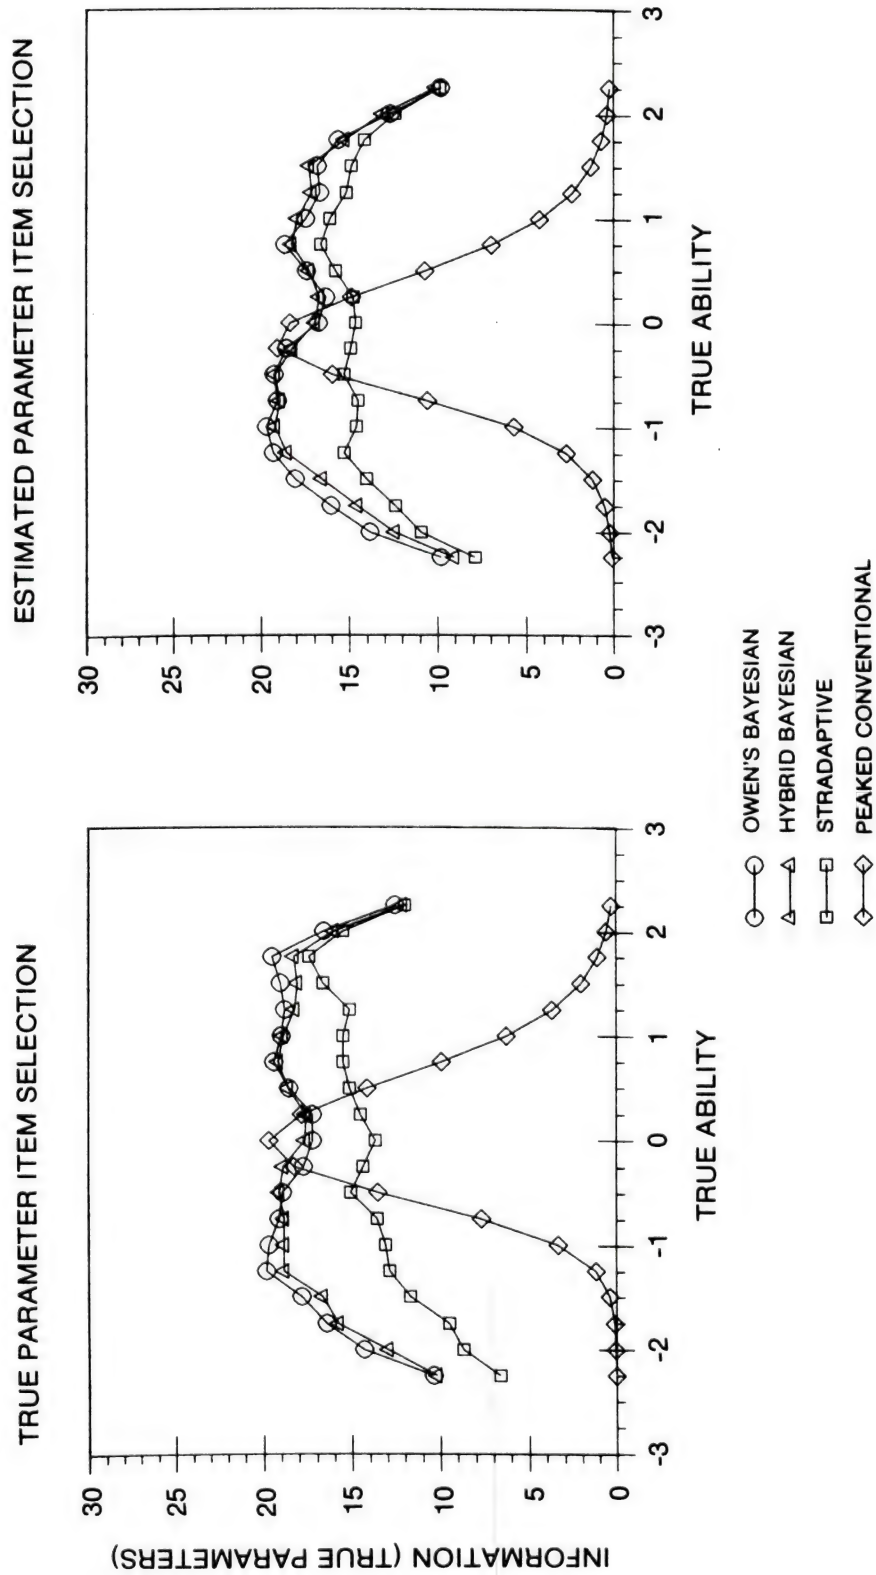 TRUE PARAMETER ITEM SELECTION
INFORMATION (TRUE PARAMETERS)
30
20
15
10
5
0
-3
-2
-1
0
1
2
3
TRUE ABILITY
ESTIMATED PARAMETER ITEM SELECTION
30
20
15
10
5
0
-3
-2
-1
0
1
2
3
TRUE ABILITY
OWEN'S BAYESIAN
HYBRID BAYESIAN
STRADAPTIVE
PEAKED CONVENTIONAL